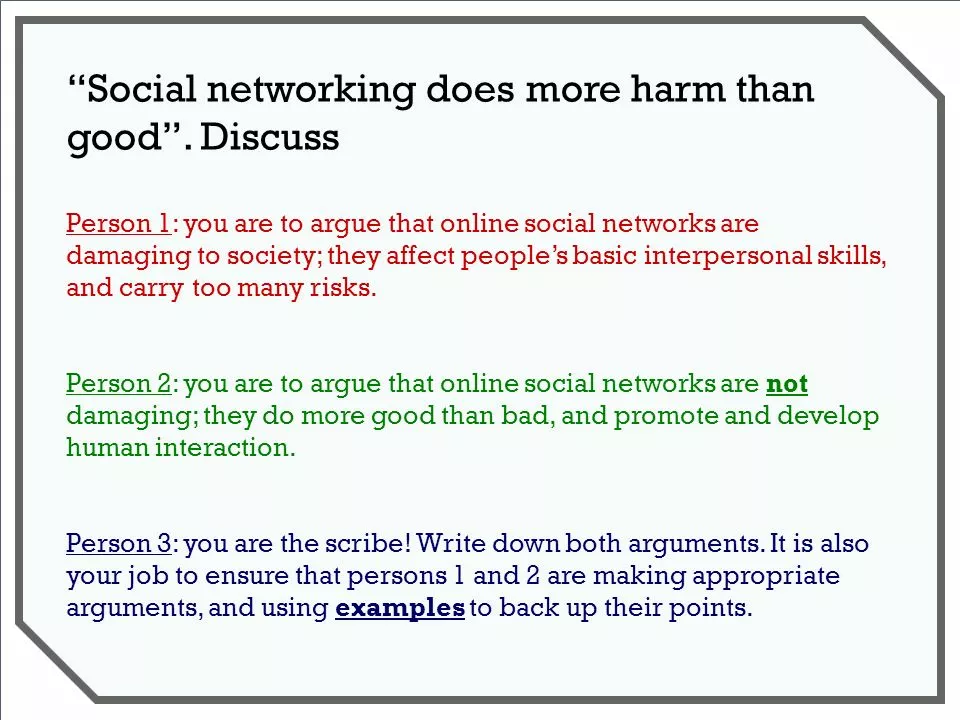 “Social networking does more harm than
good”. Discuss
Person 1: you are to argue that online social networks are
damaging to society; they affect people’s basic interpersonal skills,
and carry too many risks.
Person 2: you are to argue that online social networks are not
damaging; they do more good than bad, and promote and develop
human interaction.
Person 3: you are the scribe! Write down both arguments. It is also
your job to ensure that persons 1 and 2 are making appropriate
arguments, and using examples to back up their points.